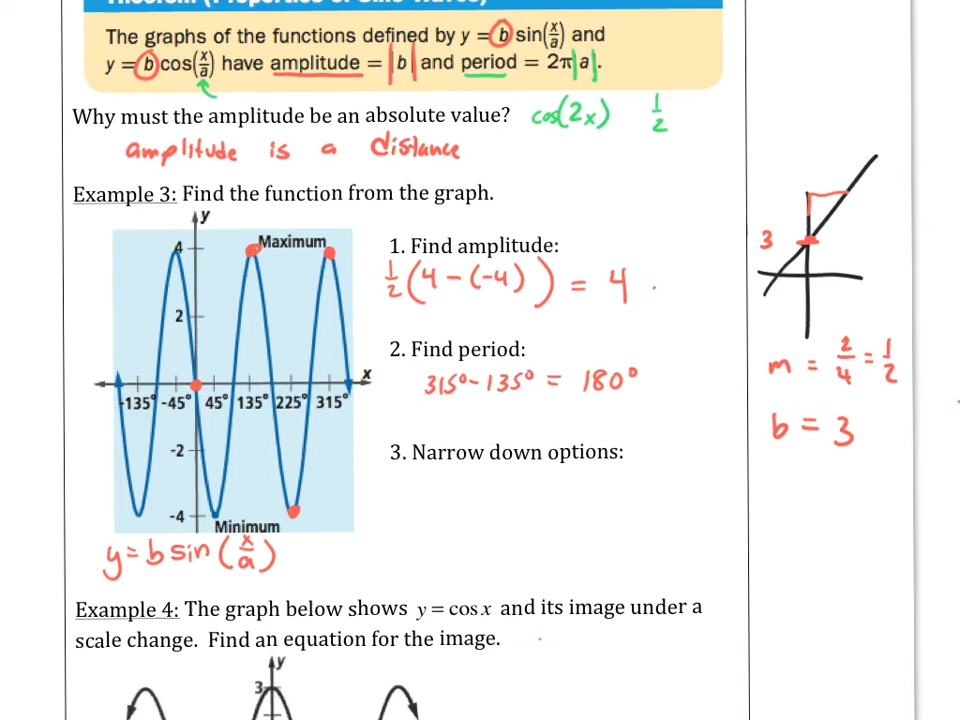 Theorem (Properties of Sine Waves)
The graphs of the functions defined by y = b sin(x/a) and
y = b cos(x/a) have amplitude = |b| and period = 2π|a|.
Why must the amplitude be an absolute value? cos(2x) 1/2
amplitude is a distance
Example 3: Find the function from the graph.
y
4
Maximum
2
x
-135° -45° 45° 135° 225° 315°
-2
-4
Minimum
y = b sin(x/a)
1. Find amplitude:
1/2(4 - (-4)) = 4
2. Find period:
315° - 135° = 180°
3. Narrow down options:
3
m = 2/4 = 1/2
b = 3
Example 4: The graph below shows y = cos x and its image under a
scale change. Find an equation for the image.
y
3